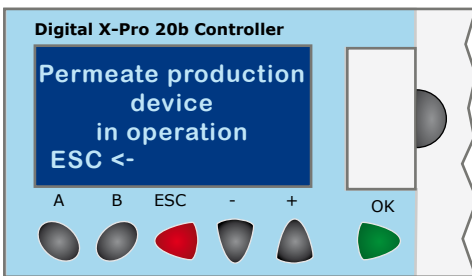 Digital X-Pro 20b Controller
Permeate production
device
in operation
ESC <-
A B ESC - + OK